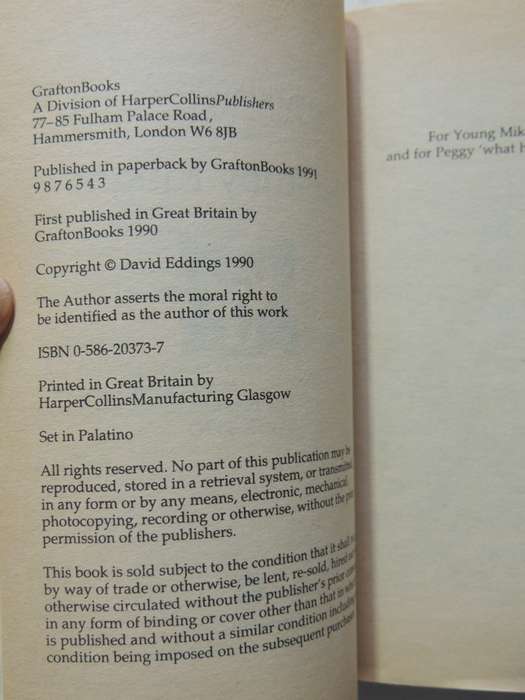 GraftonBooks
A Division of HarperCollinsPublishers
77–85 Fulham Palace Road,
Hammersmith, London W6 8JB
Published in paperback by GraftonBooks 1991
9 8 7 6 5 4 3
First published in Great Britain by
GraftonBooks 1990
Copyright © David Eddings 1990
The Author asserts the moral right to
be identified as the author of this work
ISBN 0-586-20373-7
Printed in Great Britain by
HarperCollinsManufacturing Glasgow
Set in Palatino
All rights reserved. No part of this publication may be
reproduced, stored in a retrieval system, or transmitted,
in any form or by any means, electronic, mechanical,
photocopying, recording or otherwise, without the
permission of the publishers.
This book is sold subject to the condition that it shall
by way of trade or otherwise, be lent, re-sold, hired
otherwise circulated without the publisher's prior
in any form of binding or cover other than that in
is published and without a similar condition including
condition being imposed on the subsequent
For Young Mik
and for Peggy 'what H